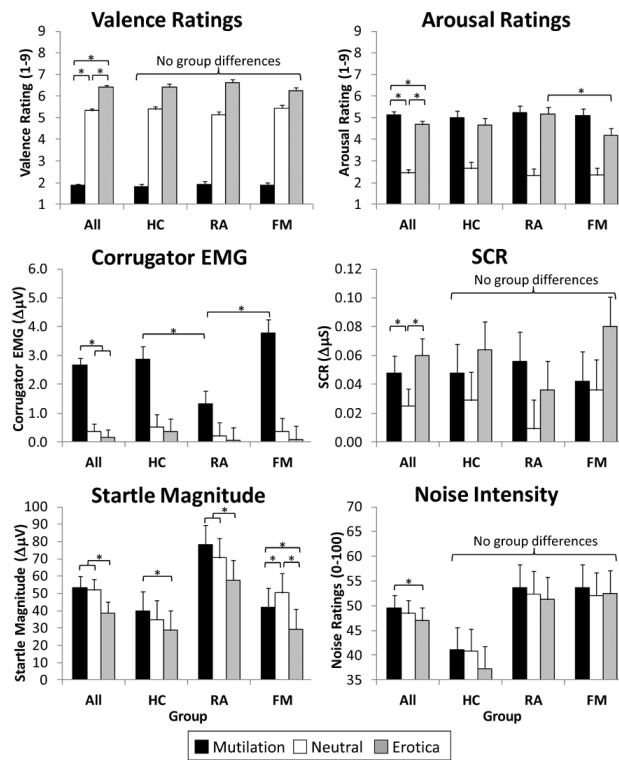 Valence Ratings
Valence Rating (1-9)
9
8
7
6
5
4
3
2
1
*
* *
No group differences
All HC RA FM
Arousal Ratings
Arousal Rating (1-9)
9
8
7
6
5
4
3
2
1
*
* *
*
All HC RA FM
Corrugator EMG
Corrugator EMG (ΔμV)
6.0
5.0
4.0
3.0
2.0
1.0
0.0
*
*
*
All HC RA FM
SCR
SCR (ΔμS)
0.12
0.10
0.08
0.06
0.04
0.02
0.00
* *
No group differences
All HC RA FM
Startle Magnitude
Startle Magnitude (ΔμV)
100
90
80
70
60
50
40
30
20
10
0
*
*
*
*
* *
All HC RA FM
Group
Noise Intensity
Noise Ratings (0-100)
65
60
55
50
45
40
35
*
No group differences
All HC RA FM
Group
Mutilation Neutral Erotica